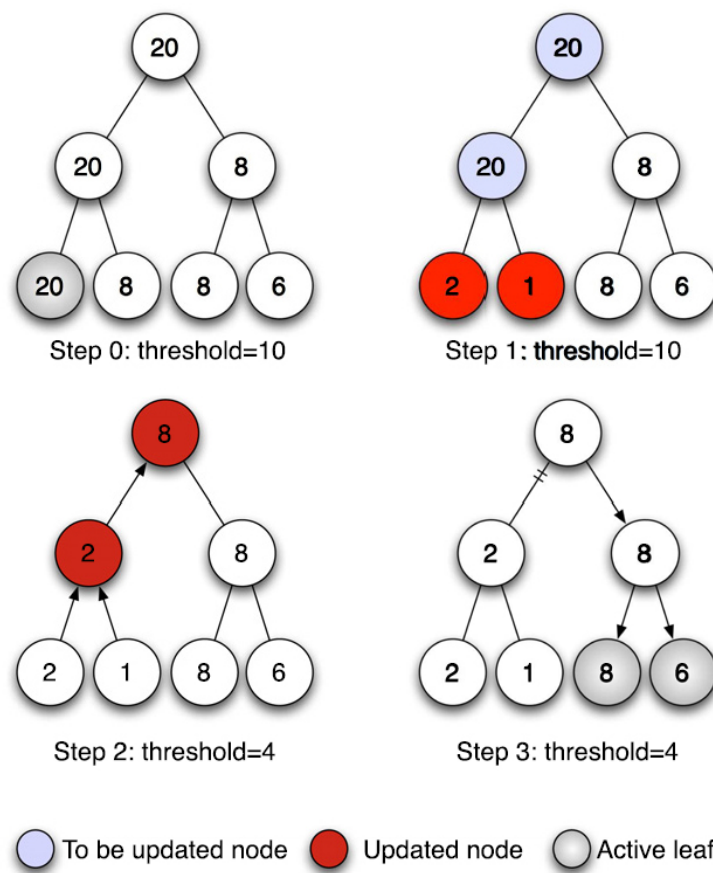 20 20
20 8 20 8
20 8 8 6 2 1 8 6
Step 0: threshold=10 Step 1: threshold=10
8 8
2 8 2 8
2 1 8 6 2 1 8 6
Step 2: threshold=4 Step 3: threshold=4
To be updated node Updated node Active leaf